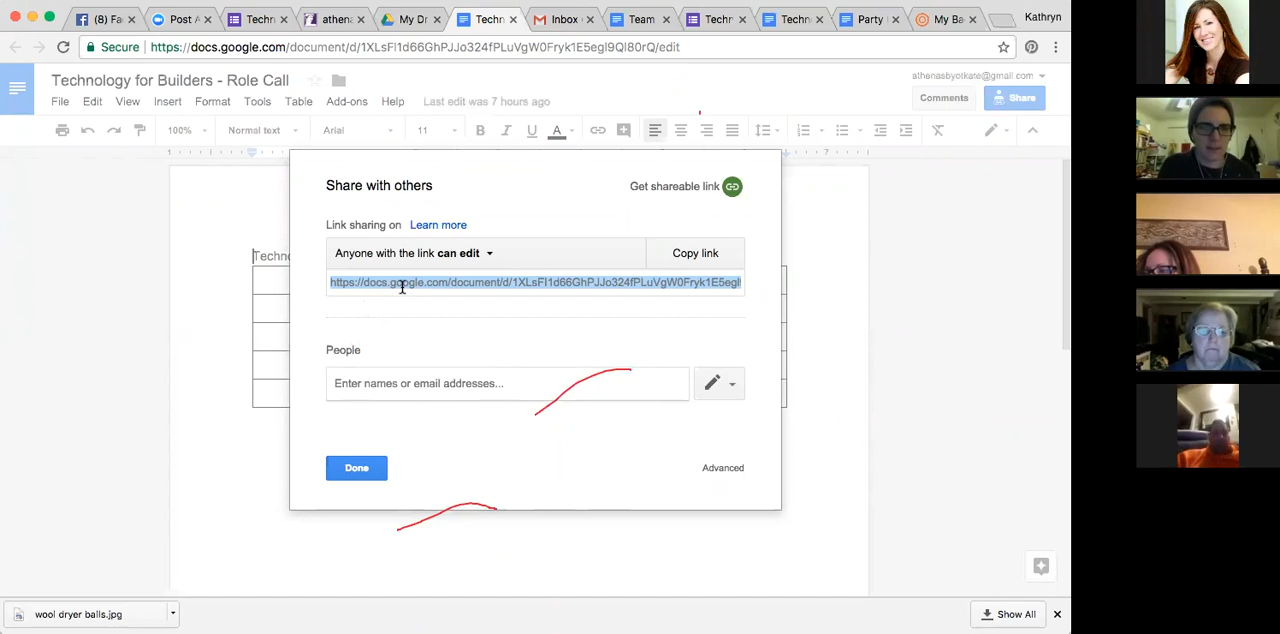 Fa
Post A
Techn
athena
My Dr
Techn
Inbox
Team
Techn
Techn
Party
My Ba
Kathryn
Secure
https://docs.google.com/document/d/1XLsFl1d66GhPJJo324fPLuVgW0Fryk1E5egl9Ql80rQ/edit
Technology for Builders - Role Call
athenasbyotkate@gmail.com
File Edit View Insert Format Tools Table Add-ons Help Last edit was 7 hours ago
Comments
Share
100% Normal text Arial 11 B I U A
1 7
Share with others
Get shareable link
Link sharing on Learn more
Techno
Anyone with the link can edit
Copy link
https://docs.google.com/document/d/1XLsFl1d66GhPJJo324fPLuVgW0Fryk1E5egl
People
Enter names or email addresses...
Done
Advanced
wool dryer balls.jpg
Show All